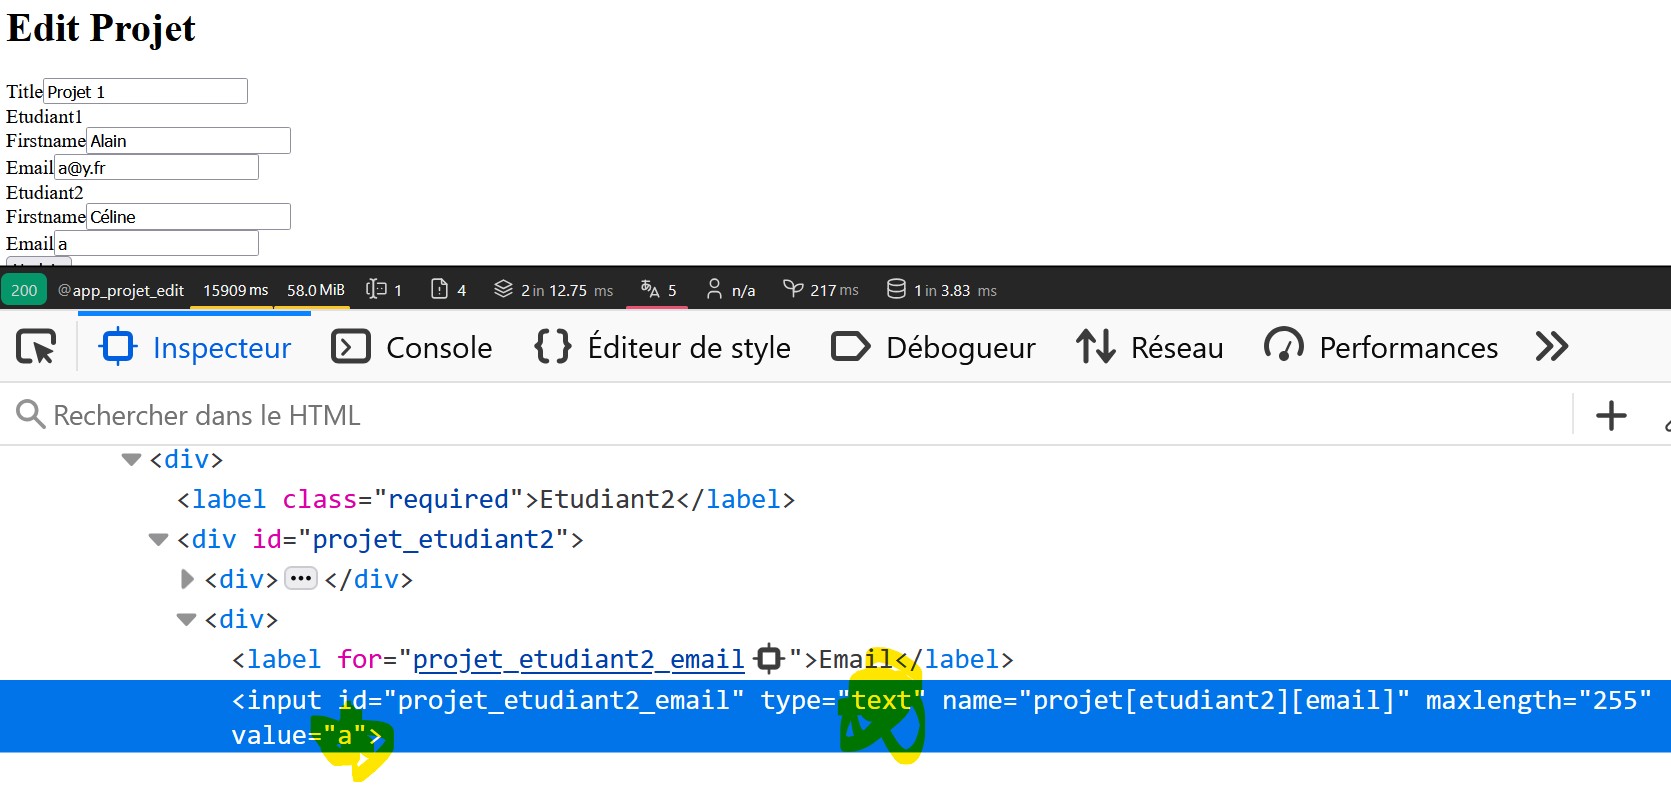 Edit Projet
Title Projet 1
Etudiant1
Firstname Alain
Email a@y.fr
Etudiant2
Firstname Céline
Email a
200 @app_projet_edit 15909 ms 58.0 MiB 1 4 2 in 12.75 ms 5 n/a 217 ms 1 in 3.83 ms
Inspecteur Console Éditeur de style Débogueur Réseau Performances
Rechercher dans le HTML
<div>
<label class="required">Etudiant2</label>
<div id="projet_etudiant2">
<div> ••• </div>
<div>
<label for="projet_etudiant2_email">Email</label>
<input id="projet_etudiant2_email" type="text" name="projet[etudiant2][email]" maxlength="255"
value="a">